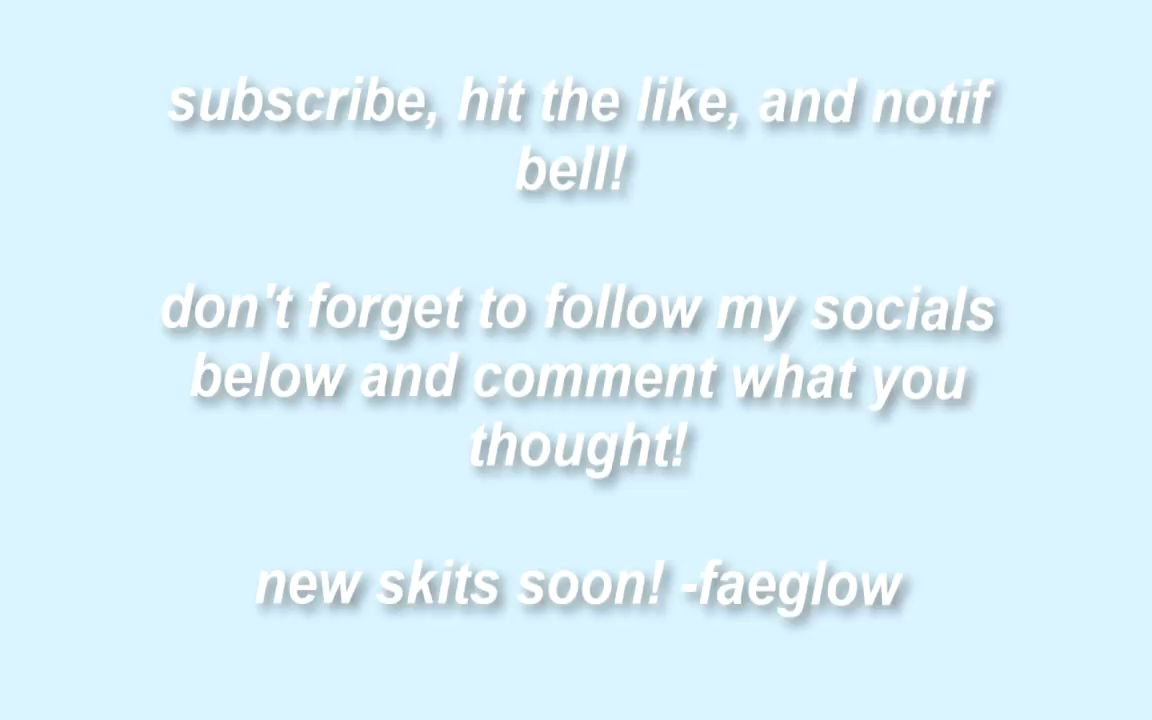 subscribe, hit the like, and notif
bell!
don't forget to follow my socials
below and comment what you
thought!
new skits soon! -faeglow